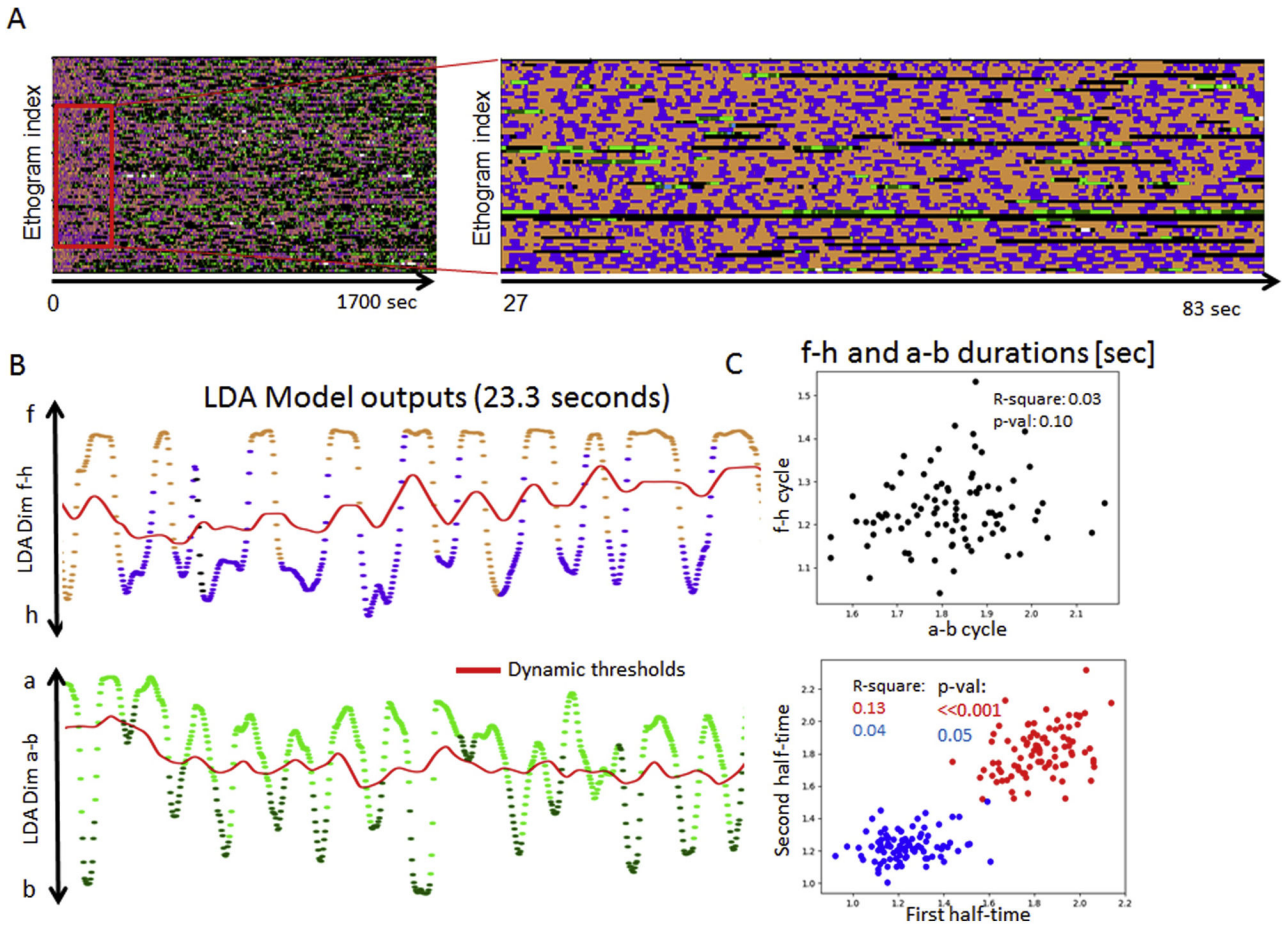 A
Ethogram index
0
1700 sec
Ethogram index
27
83 sec
B
LDA Model outputs (23.3 seconds)
f
LDA Dim f-h
h
a
LDA Dim a-b
b
Dynamic thresholds
C
f-h and a-b durations [sec]
R-square: 0.03
p-val: 0.10
f-h cycle
1.5
1.4
1.3
1.2
1.1
1.6 1.7 1.8 1.9 2.0 2.1
a-b cycle
R-square: p-val:
0.13 <<0.001
0.04 0.05
Second half-time
2.2
2.0
1.8
1.6
1.4
1.2
1.0
1.0 1.2 1.4 1.6 1.8 2.0 2.2
First half-time